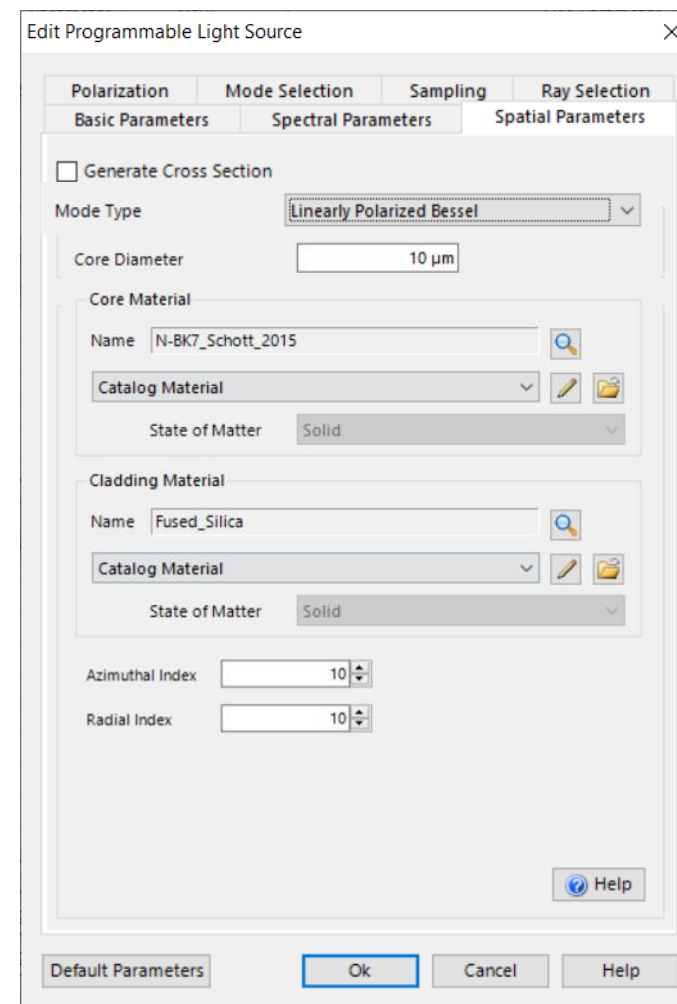 Edit Programmable Light Source
Polarization Mode Selection Sampling Ray Selection
Basic Parameters Spectral Parameters Spatial Parameters
Generate Cross Section
Mode Type Linearly Polarized Bessel
Core Diameter 10 µm
Core Material
Name N-BK7_Schott_2015
Catalog Material
State of Matter Solid
Cladding Material
Name Fused_Silica
Catalog Material
State of Matter Solid
Azimuthal Index 10
Radial Index 10
Help
Default Parameters Ok Cancel Help